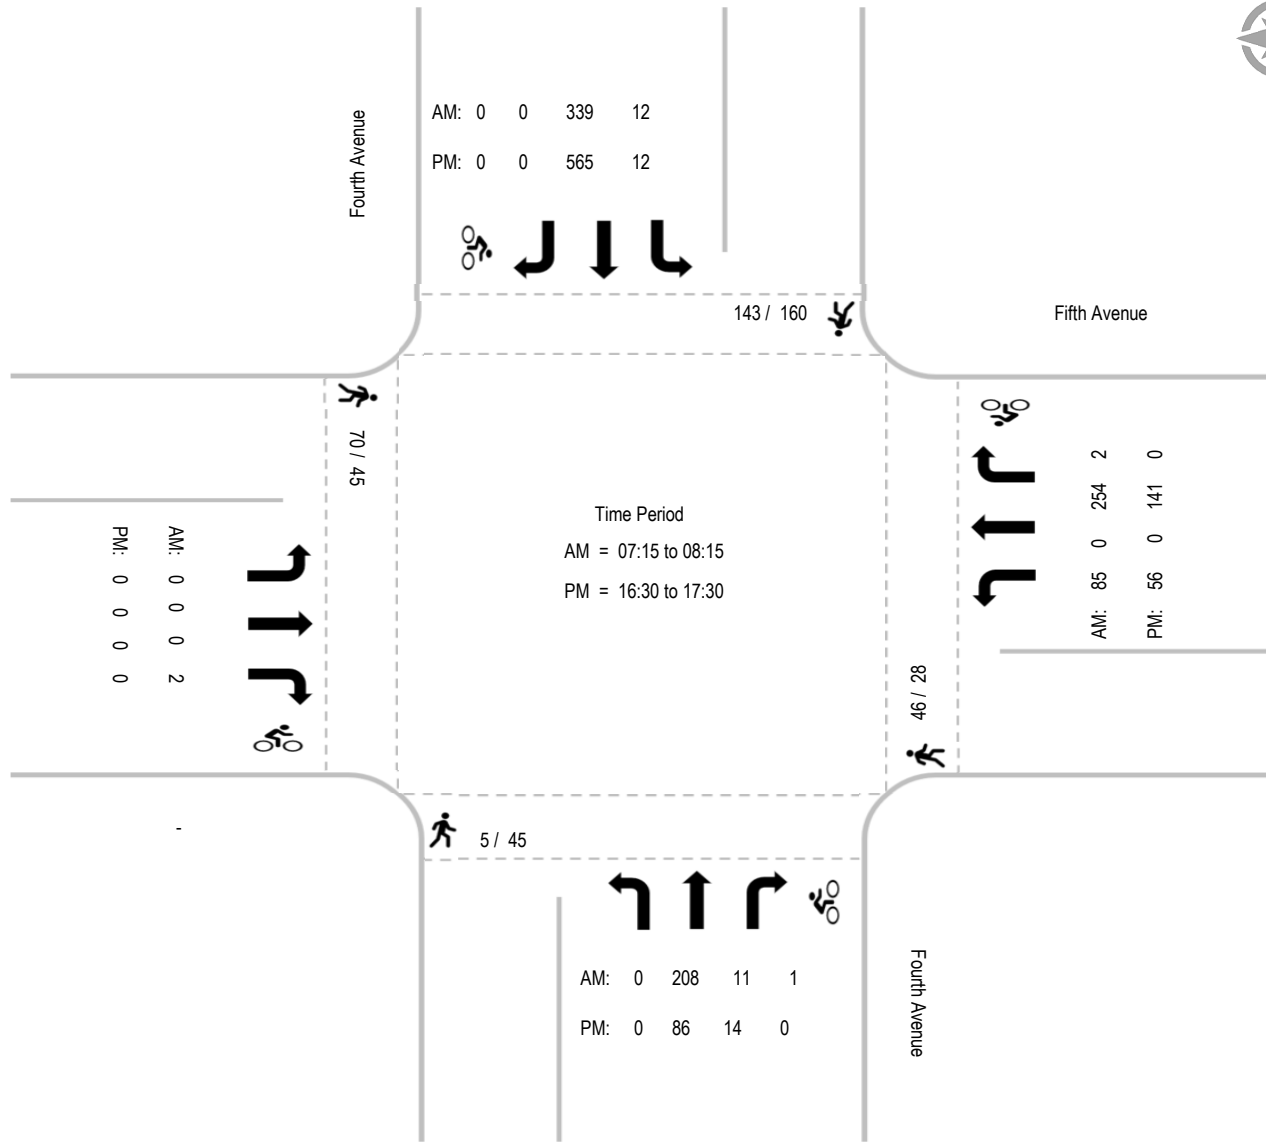 AM: 0 0 339 12
PM: 0 0 565 12
Fourth Avenue
143 / 160
Fifth Avenue
70 / 45
Time Period
AM = 07:15 to 08:15
PM = 16:30 to 17:30
AM: 0 0 0 2
PM: 0 0 0 0
AM: 85 0 254 2
PM: 56 0 141 0
46 / 28
-
5 / 45
AM: 0 208 11 1
PM: 0 86 14 0
Fourth Avenue